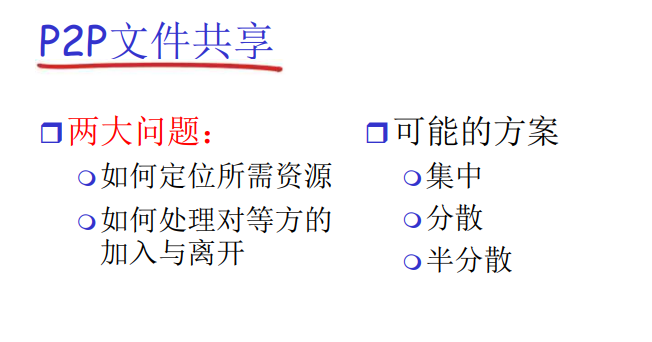 P2P文件共享
两大问题：
如何定位所需资源
如何处理对等方的
加入与离开
可能的方案
集中
分散
半分散